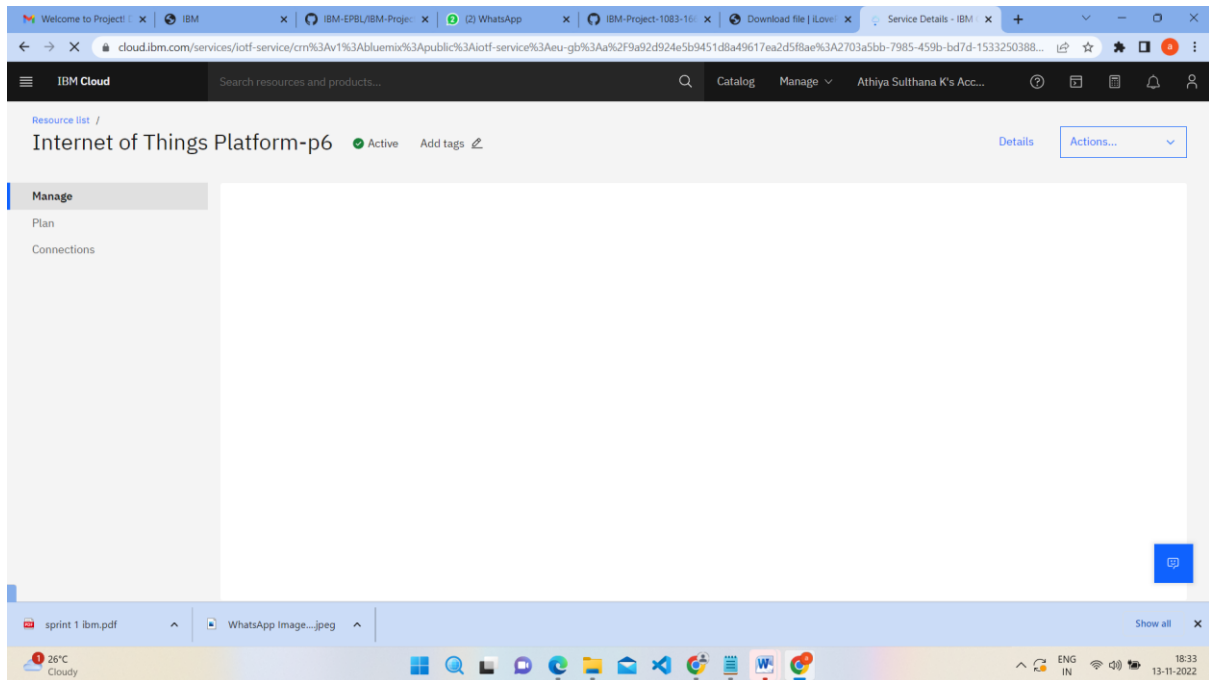 Welcome to Project! E
IBM
IBM-EPBL/IBM-Projec
(2) WhatsApp
IBM-Project-1083-16
Download file | iLove
Service Details - IBM
cloud.ibm.com/services/iotf-service/crn%3Av1%3Abluemix%3Apublic%3Aiotf-service%3Aeu-gb%3Aa%2F9a92d924e5b9451d8a49617ea2d5f8ae%3A2703a5bb-7985-459b-bd7d-1533250388...
IBM Cloud
Search resources and products...
Catalog
Manage
Athiya Sulthana K's Acc...
Resource list /
Internet of Things Platform-p6
Active
Add tags
Details
Actions...
Manage
Plan
Connections
sprint 1 ibm.pdf
WhatsApp Image....jpeg
Show all
26°C
Cloudy
ENG
IN
18:33
13-11-2022